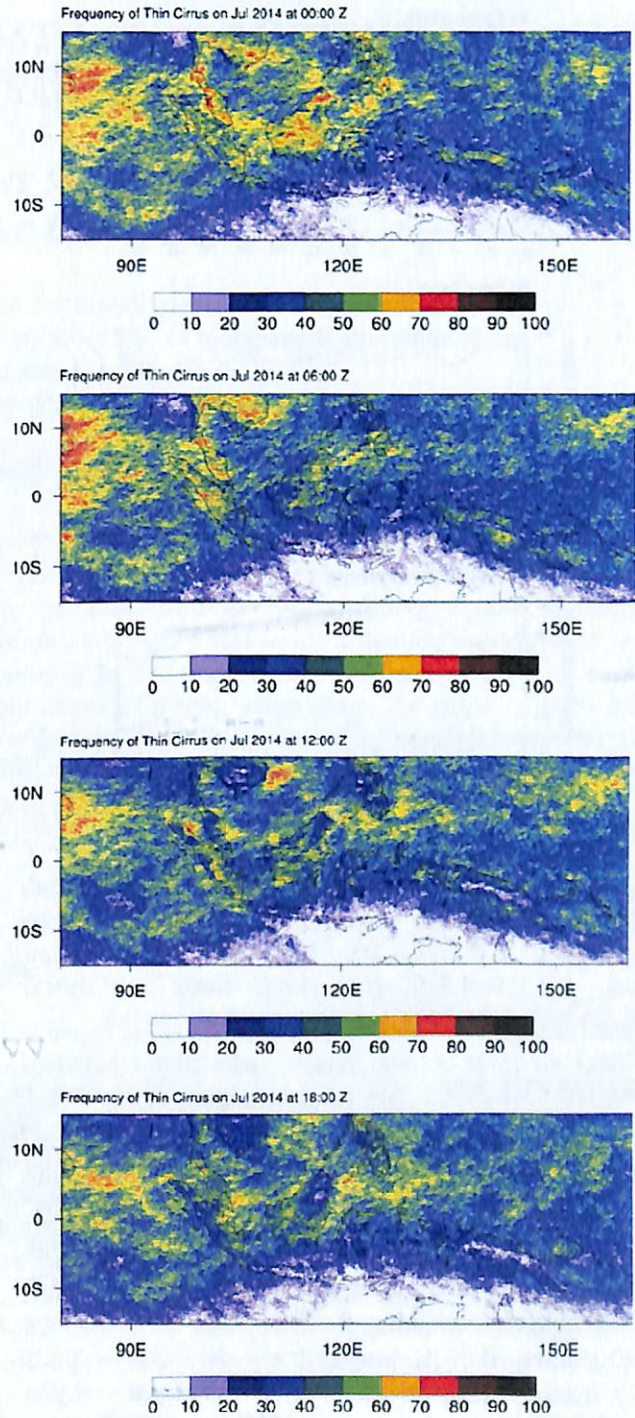 Frequency of Thin Cirrus on Jul 2014 at 00:00 Z
10N
0
10S
90E 120E 150E
0 10 20 30 40 50 60 70 80 90 100
Frequency of Thin Cirrus on Jul 2014 at 06:00 Z
10N
0
10S
90E 120E 150E
0 10 20 30 40 50 60 70 80 90 100
Frequency of Thin Cirrus on Jul 2014 at 12:00 Z
10N
0
10S
90E 120E 150E
0 10 20 30 40 50 60 70 80 90 100
Frequency of Thin Cirrus on Jul 2014 at 18:00 Z
10N
0
10S
90E 120E 150E
0 10 20 30 40 50 60 70 80 90 100